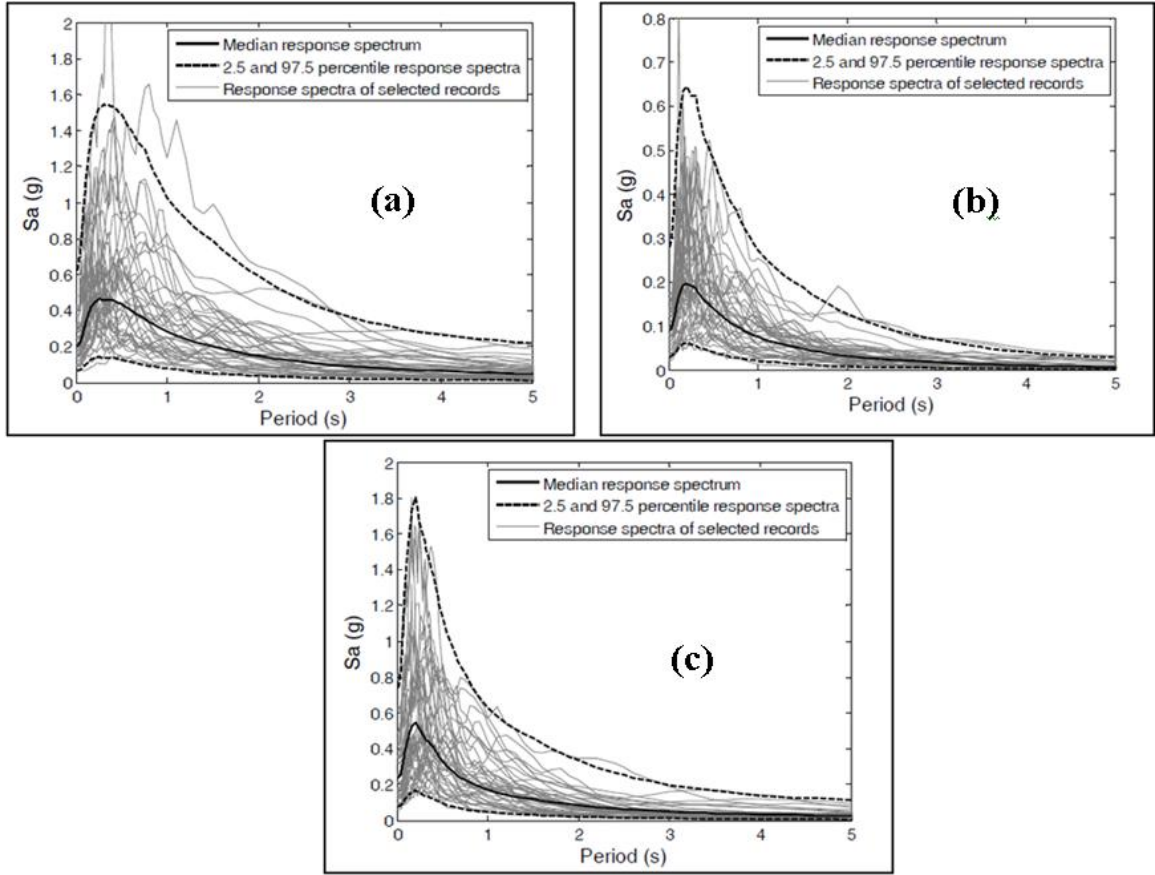 2
1.8
1.6
1.4
1.2
1
0.8
0.6
0.4
0.2
0
Sa (g)
Median response spectrum
2.5 and 97.5 percentile response spectra
Response spectra of selected records
(a)
0 1 2 3 4 5
Period (s)
0.8
0.7
0.6
0.5
0.4
0.3
0.2
0.1
0
Sa (g)
Median response spectrum
2.5 and 97.5 percentile response spectra
Response spectra of selected records
(b)
0 1 2 3 4 5
Period (s)
2
1.8
1.6
1.4
1.2
1
0.8
0.6
0.4
0.2
0
Sa (g)
Median response spectrum
2.5 and 97.5 percentile response spectra
Response spectra of selected records
(c)
0 1 2 3 4 5
Period (s)